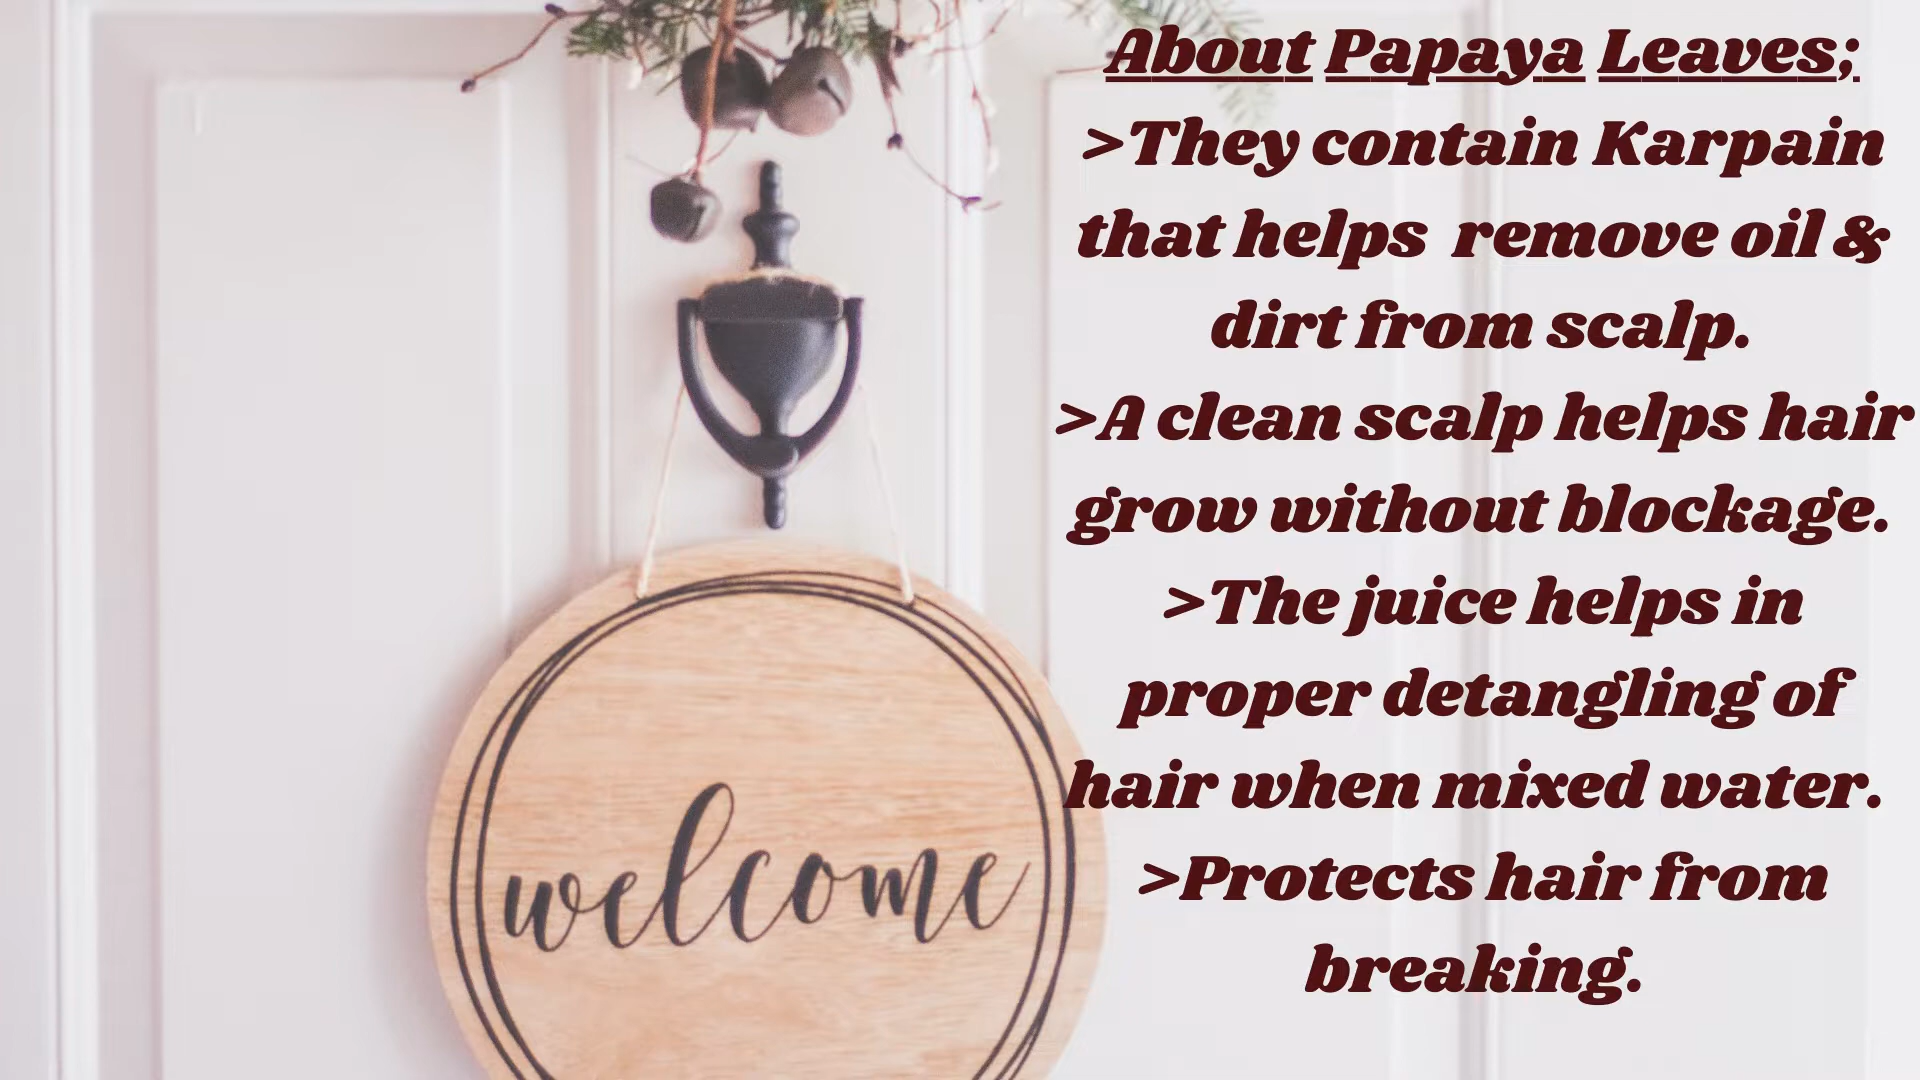 About Papaya Leaves;
>They contain Karpain
that helps remove oil &
dirt from scalp.
>A clean scalp helps hair
grow without blockage.
>The juice helps in
proper detangling of
hair when mixed water.
>Protects hair from
breaking.
welcome